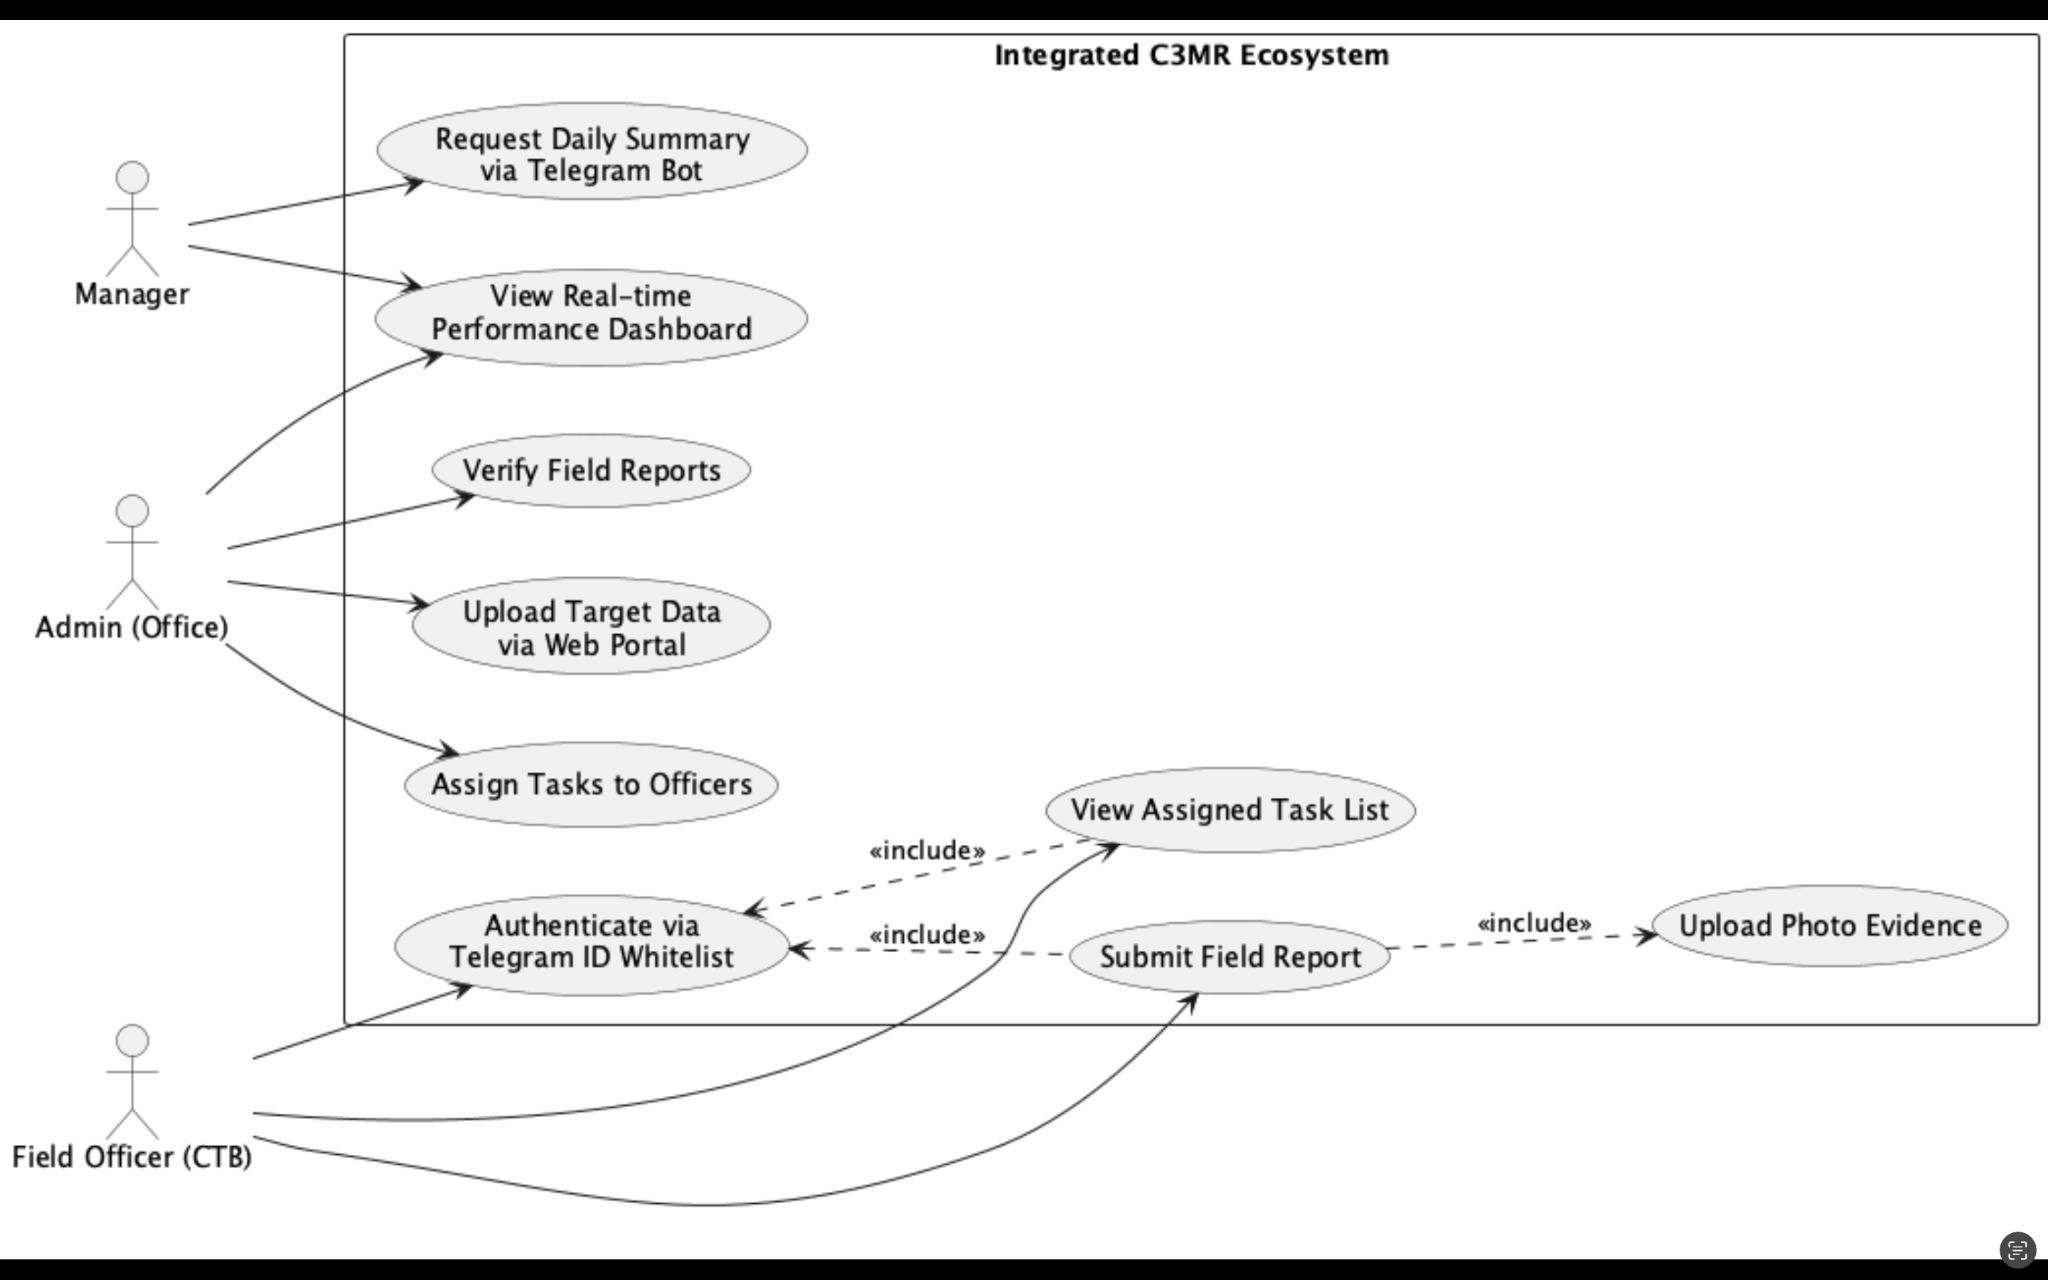 Integrated C3MR Ecosystem
Request Daily Summary
via Telegram Bot
Manager
View Real-time
Performance Dashboard
Verify Field Reports
Admin (Office)
Upload Target Data
via Web Portal
Assign Tasks to Officers
View Assigned Task List
«include»
Authenticate via
Telegram ID Whitelist
«include»
Submit Field Report
«include»
Upload Photo Evidence
Field Officer (CTB)